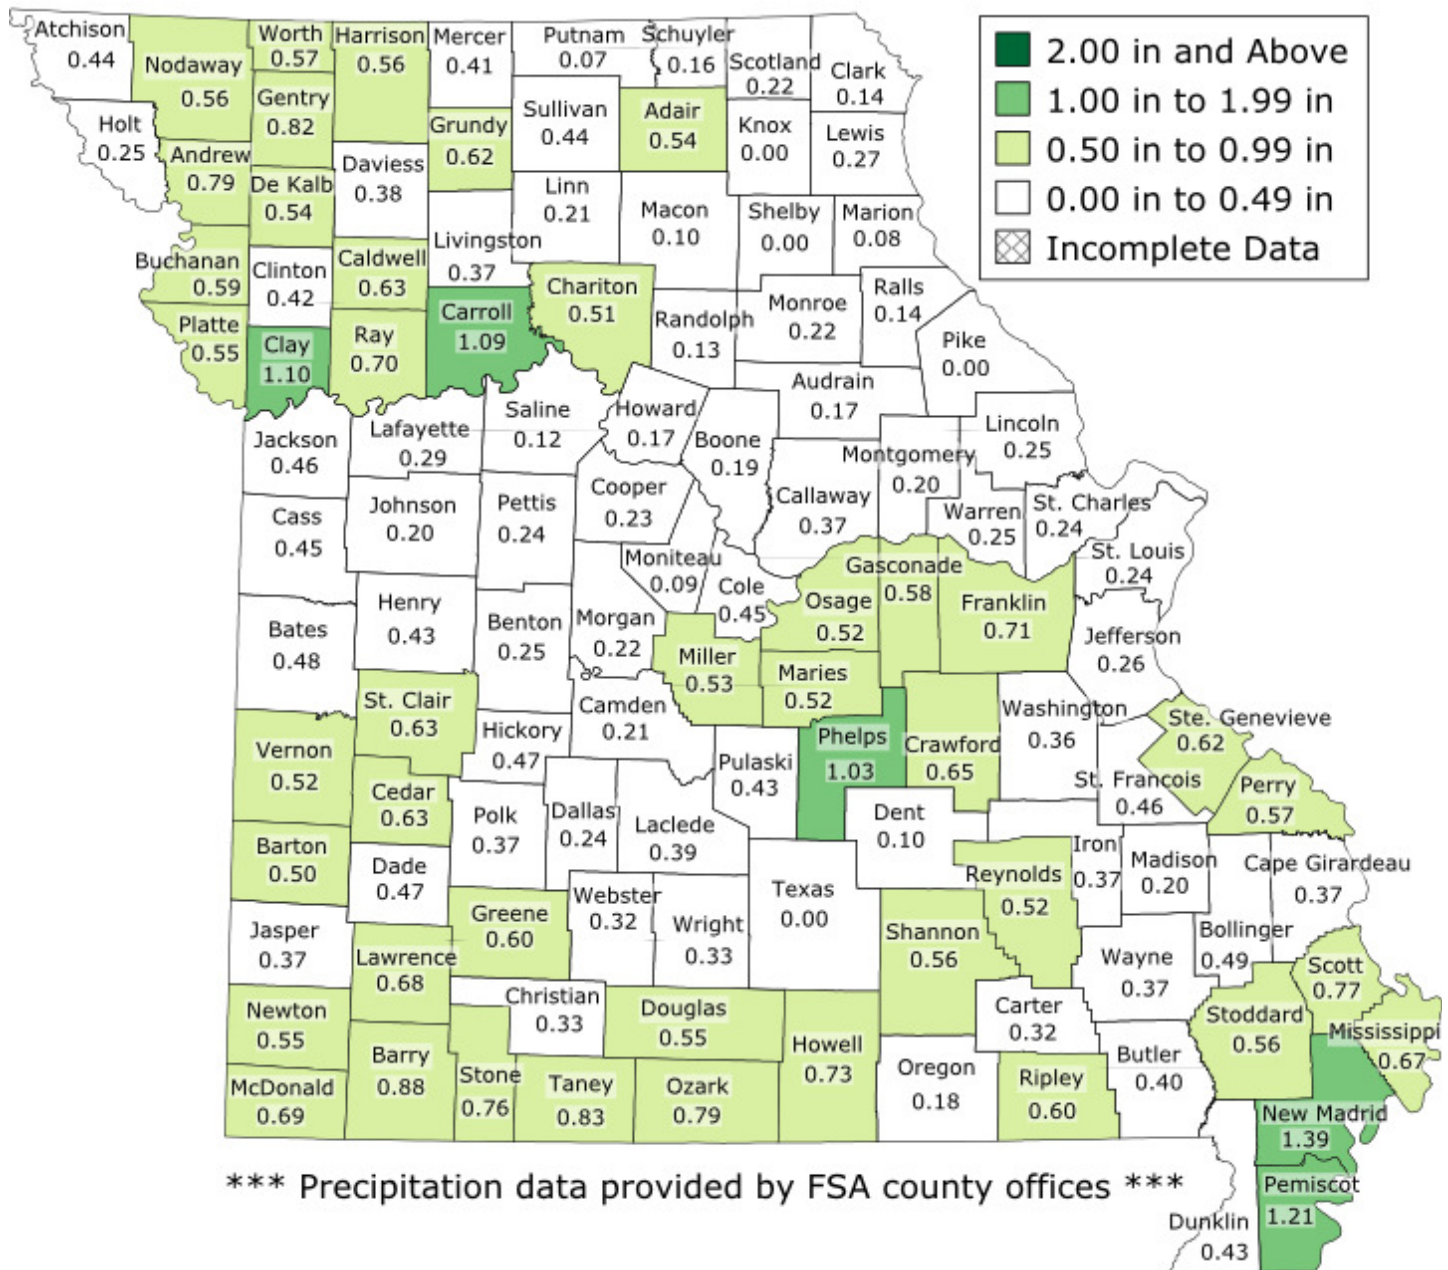 Atchison
0.44
Nodaway
0.56
Worth
0.57
Harrison
0.56
Mercer
0.41
Putnam
0.07
Schuyler
0.16
Scotland
0.22
Clark
0.14
2.00 in and Above
1.00 in to 1.99 in
0.50 in to 0.99 in
0.00 in to 0.49 in
Incomplete Data
Holt
0.25
Gentry
0.82
Grundy
0.62
Sullivan
0.44
Adair
0.54
Knox
0.00
Lewis
0.27
Andrew
0.79
De Kalb
0.54
Daviess
0.38
Linn
0.21
Macon
0.10
Shelby
0.00
Marion
0.08
Livingston
0.37
Buchanan
0.59
Clinton
0.42
Caldwell
0.63
Chariton
0.51
Randolph
0.13
Monroe
0.22
Ralls
0.14
Platte
0.55
Clay
1.10
Ray
0.70
Carroll
1.09
Pike
0.00
Audrain
0.17
Jackson
0.46
Lafayette
0.29
Saline
0.12
Howard
0.17
Boone
0.19
Montgomery
0.20
Lincoln
0.25
Cass
0.45
Johnson
0.20
Pettis
0.24
Cooper
0.23
Callaway
0.37
Warren
0.25
St. Charles
0.24
St. Louis
0.24
Moniteau
0.09
Cole
0.45
Gasconade
0.58
Osage
0.52
Franklin
0.71
Bates
0.48
Henry
0.43
Benton
0.25
Morgan
0.22
Miller
0.53
Maries
0.52
Jefferson
0.26
St. Clair
0.63
Hickory
0.47
Camden
0.21
Pulaski
0.43
Phelps
1.03
Crawford
0.65
Washington
0.36
Ste. Genevieve
0.62
St. Francois
0.46
Perry
0.57
Vernon
0.52
Cedar
0.63
Polk
0.37
Dallas
0.24
Laclede
0.39
Dent
0.10
Iron
0.37
Madison
0.20
Cape Girardeau
0.37
Barton
0.50
Dade
0.47
Greene
0.60
Webster
0.32
Wright
0.33
Texas
0.00
Reynolds
0.52
Shannon
0.56
Bollinger
0.49
Jasper
0.37
Lawrence
0.68
Wayne
0.37
Scott
0.77
Newton
0.55
Christian
0.33
Douglas
0.55
Howell
0.73
Carter
0.32
Stoddard
0.56
Mississippi
0.67
McDonald
0.69
Barry
0.88
Stone
0.76
Taney
0.83
Ozark
0.79
Oregon
0.18
Ripley
0.60
Butler
0.40
New Madrid
1.39
Pemiscot
1.21
Dunklin
0.43
*** Precipitation data provided by FSA county offices ***